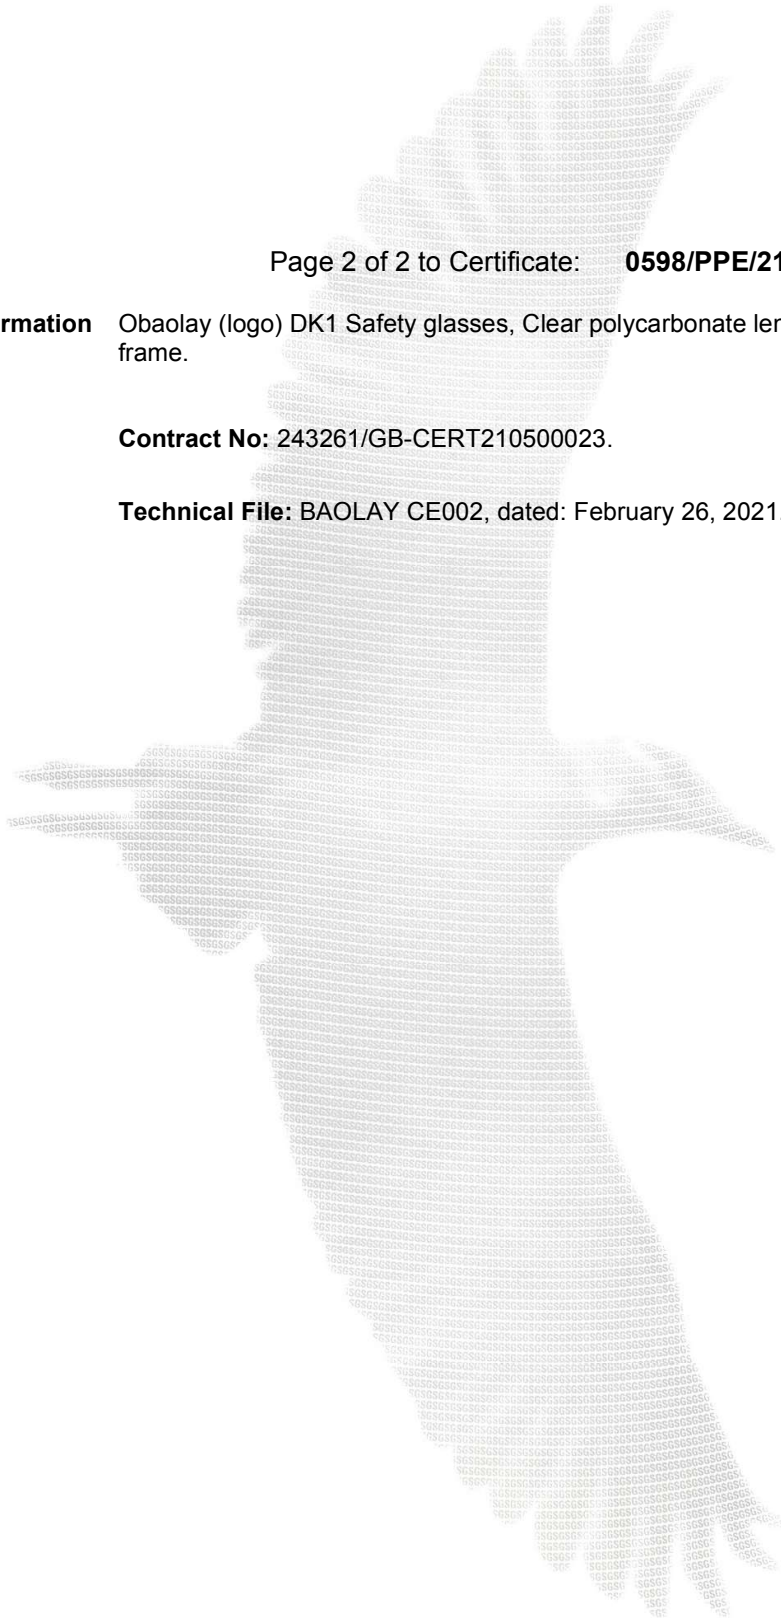 Page 2 of 2 to Certificate: 0598/PPE/21
rmation Obaolay (logo) DK1 Safety glasses, Clear polycarbonate ler
frame.
Contract No: 243261/GB-CERT210500023.
Technical File: BAOLAY CE002, dated: February 26, 2021.